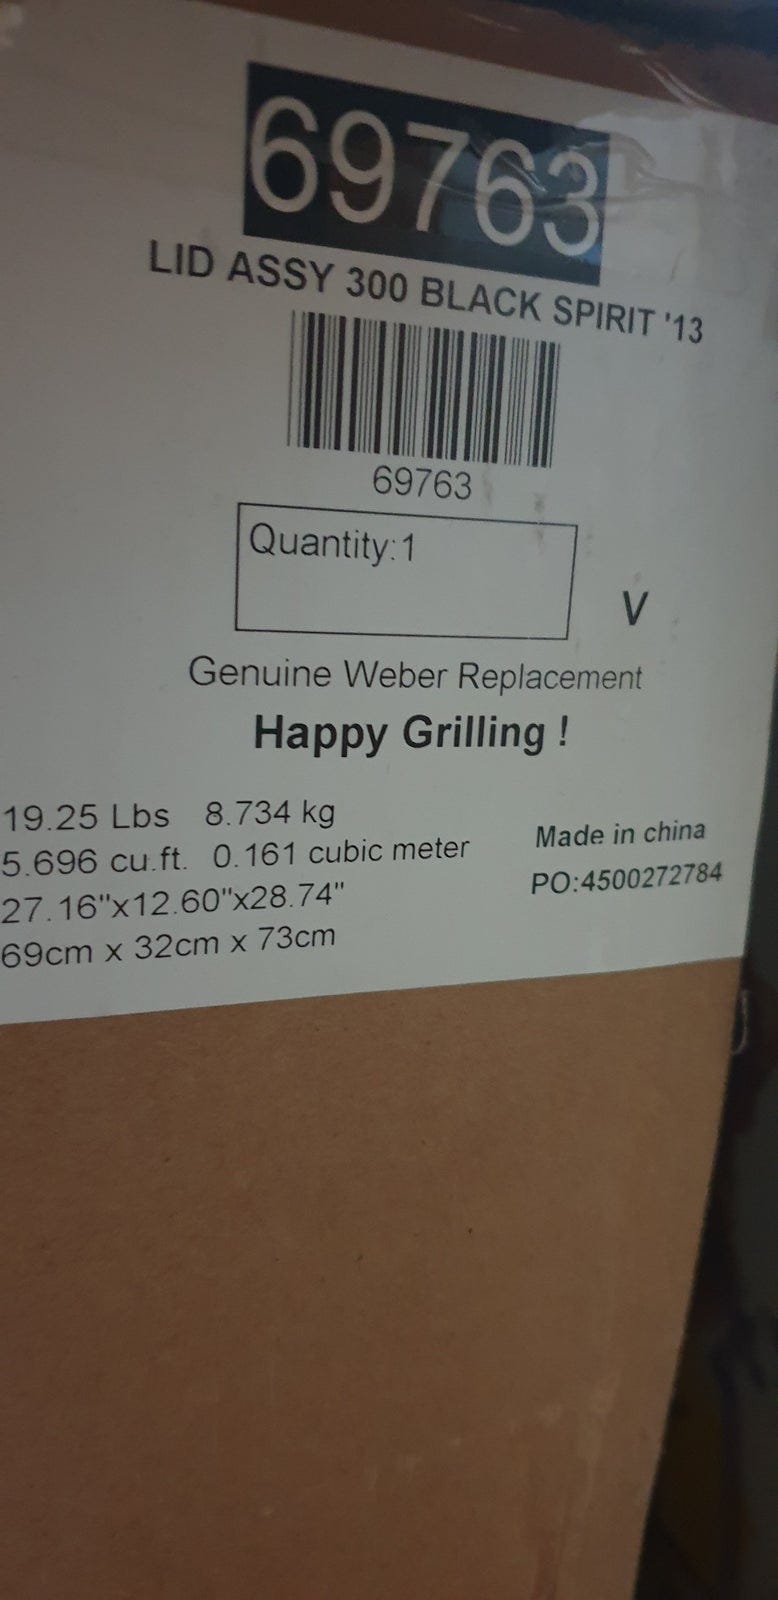 69763
LID ASSY 300 BLACK SPIRIT '13
69763
Quantity:1
V
Genuine Weber Replacement
Happy Grilling !
19.25 Lbs 8.734 kg
5.696 cu.ft. 0.161 cubic meter
27.16"x12.60"x28.74"
69cm x 32cm x 73cm
Made in china
PO:4500272784